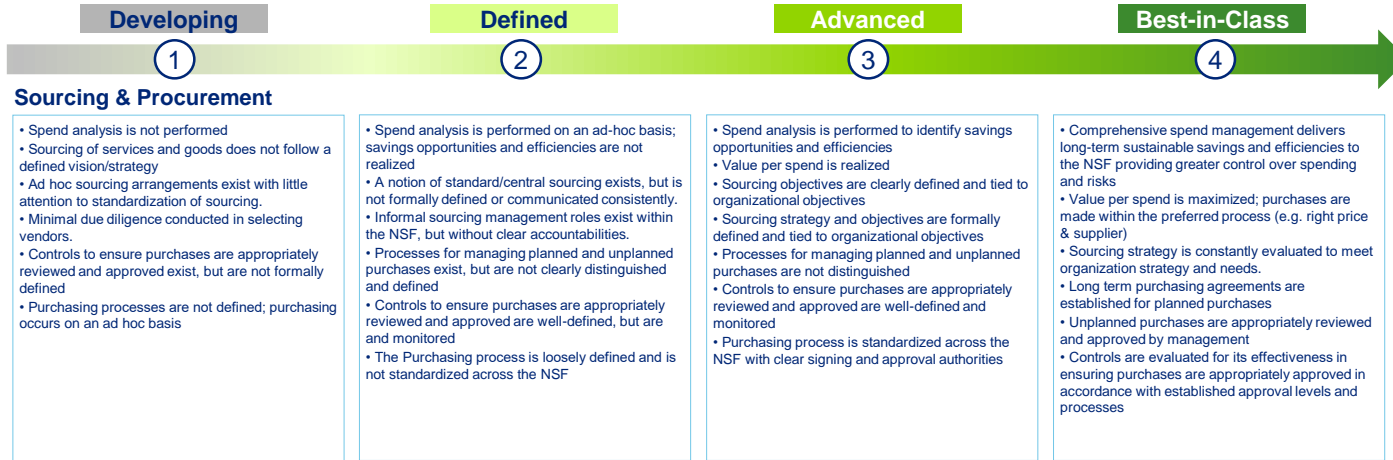 Developing
Defined
Advanced
Best-in-Class
1
2
3
4
Sourcing & Procurement
• Spend analysis is not performed
• Sourcing of services and goods does not follow a
defined vision/strategy
• Ad hoc sourcing arrangements exist with little
attention to standardization of sourcing.
• Minimal due diligence conducted in selecting
vendors.
• Controls to ensure purchases are appropriately
reviewed and approved exist, but are not formally
defined
• Purchasing processes are not defined; purchasing
occurs on an ad hoc basis
• Spend analysis is performed on an ad-hoc basis;
savings opportunities and efficiencies are not
realized
• A notion of standard/central sourcing exists, but is
not formally defined or communicated consistently.
• Informal sourcing management roles exist within
the NSF, but without clear accountabilities.
• Processes for managing planned and unplanned
purchases exist, but are not clearly distinguished
and defined
• Controls to ensure purchases are appropriately
reviewed and approved are well-defined, but are
and monitored
• The Purchasing process is loosely defined and is
not standardized across the NSF
• Spend analysis is performed to identify savings
opportunities and efficiencies
• Value per spend is realized
• Sourcing objectives are clearly defined and tied to
organizational objectives
• Sourcing strategy and objectives are formally
defined and tied to organizational objectives
• Processes for managing planned and unplanned
purchases are not distinguished
• Controls to ensure purchases are appropriately
reviewed and approved are well-defined and
monitored
• Purchasing process is standardized across the
NSF with clear signing and approval authorities
• Comprehensive spend management delivers
long-term sustainable savings and efficiencies to
the NSF providing greater control over spending
and risks
• Value per spend is maximized; purchases are
made within the preferred process (e.g. right price
& supplier)
• Sourcing strategy is constantly evaluated to meet
organization strategy and needs.
• Long term purchasing agreements are
established for planned purchases
• Unplanned purchases are appropriately reviewed
and approved by management
• Controls are evaluated for its effectiveness in
ensuring purchases are appropriately approved in
accordance with established approval levels and
processes